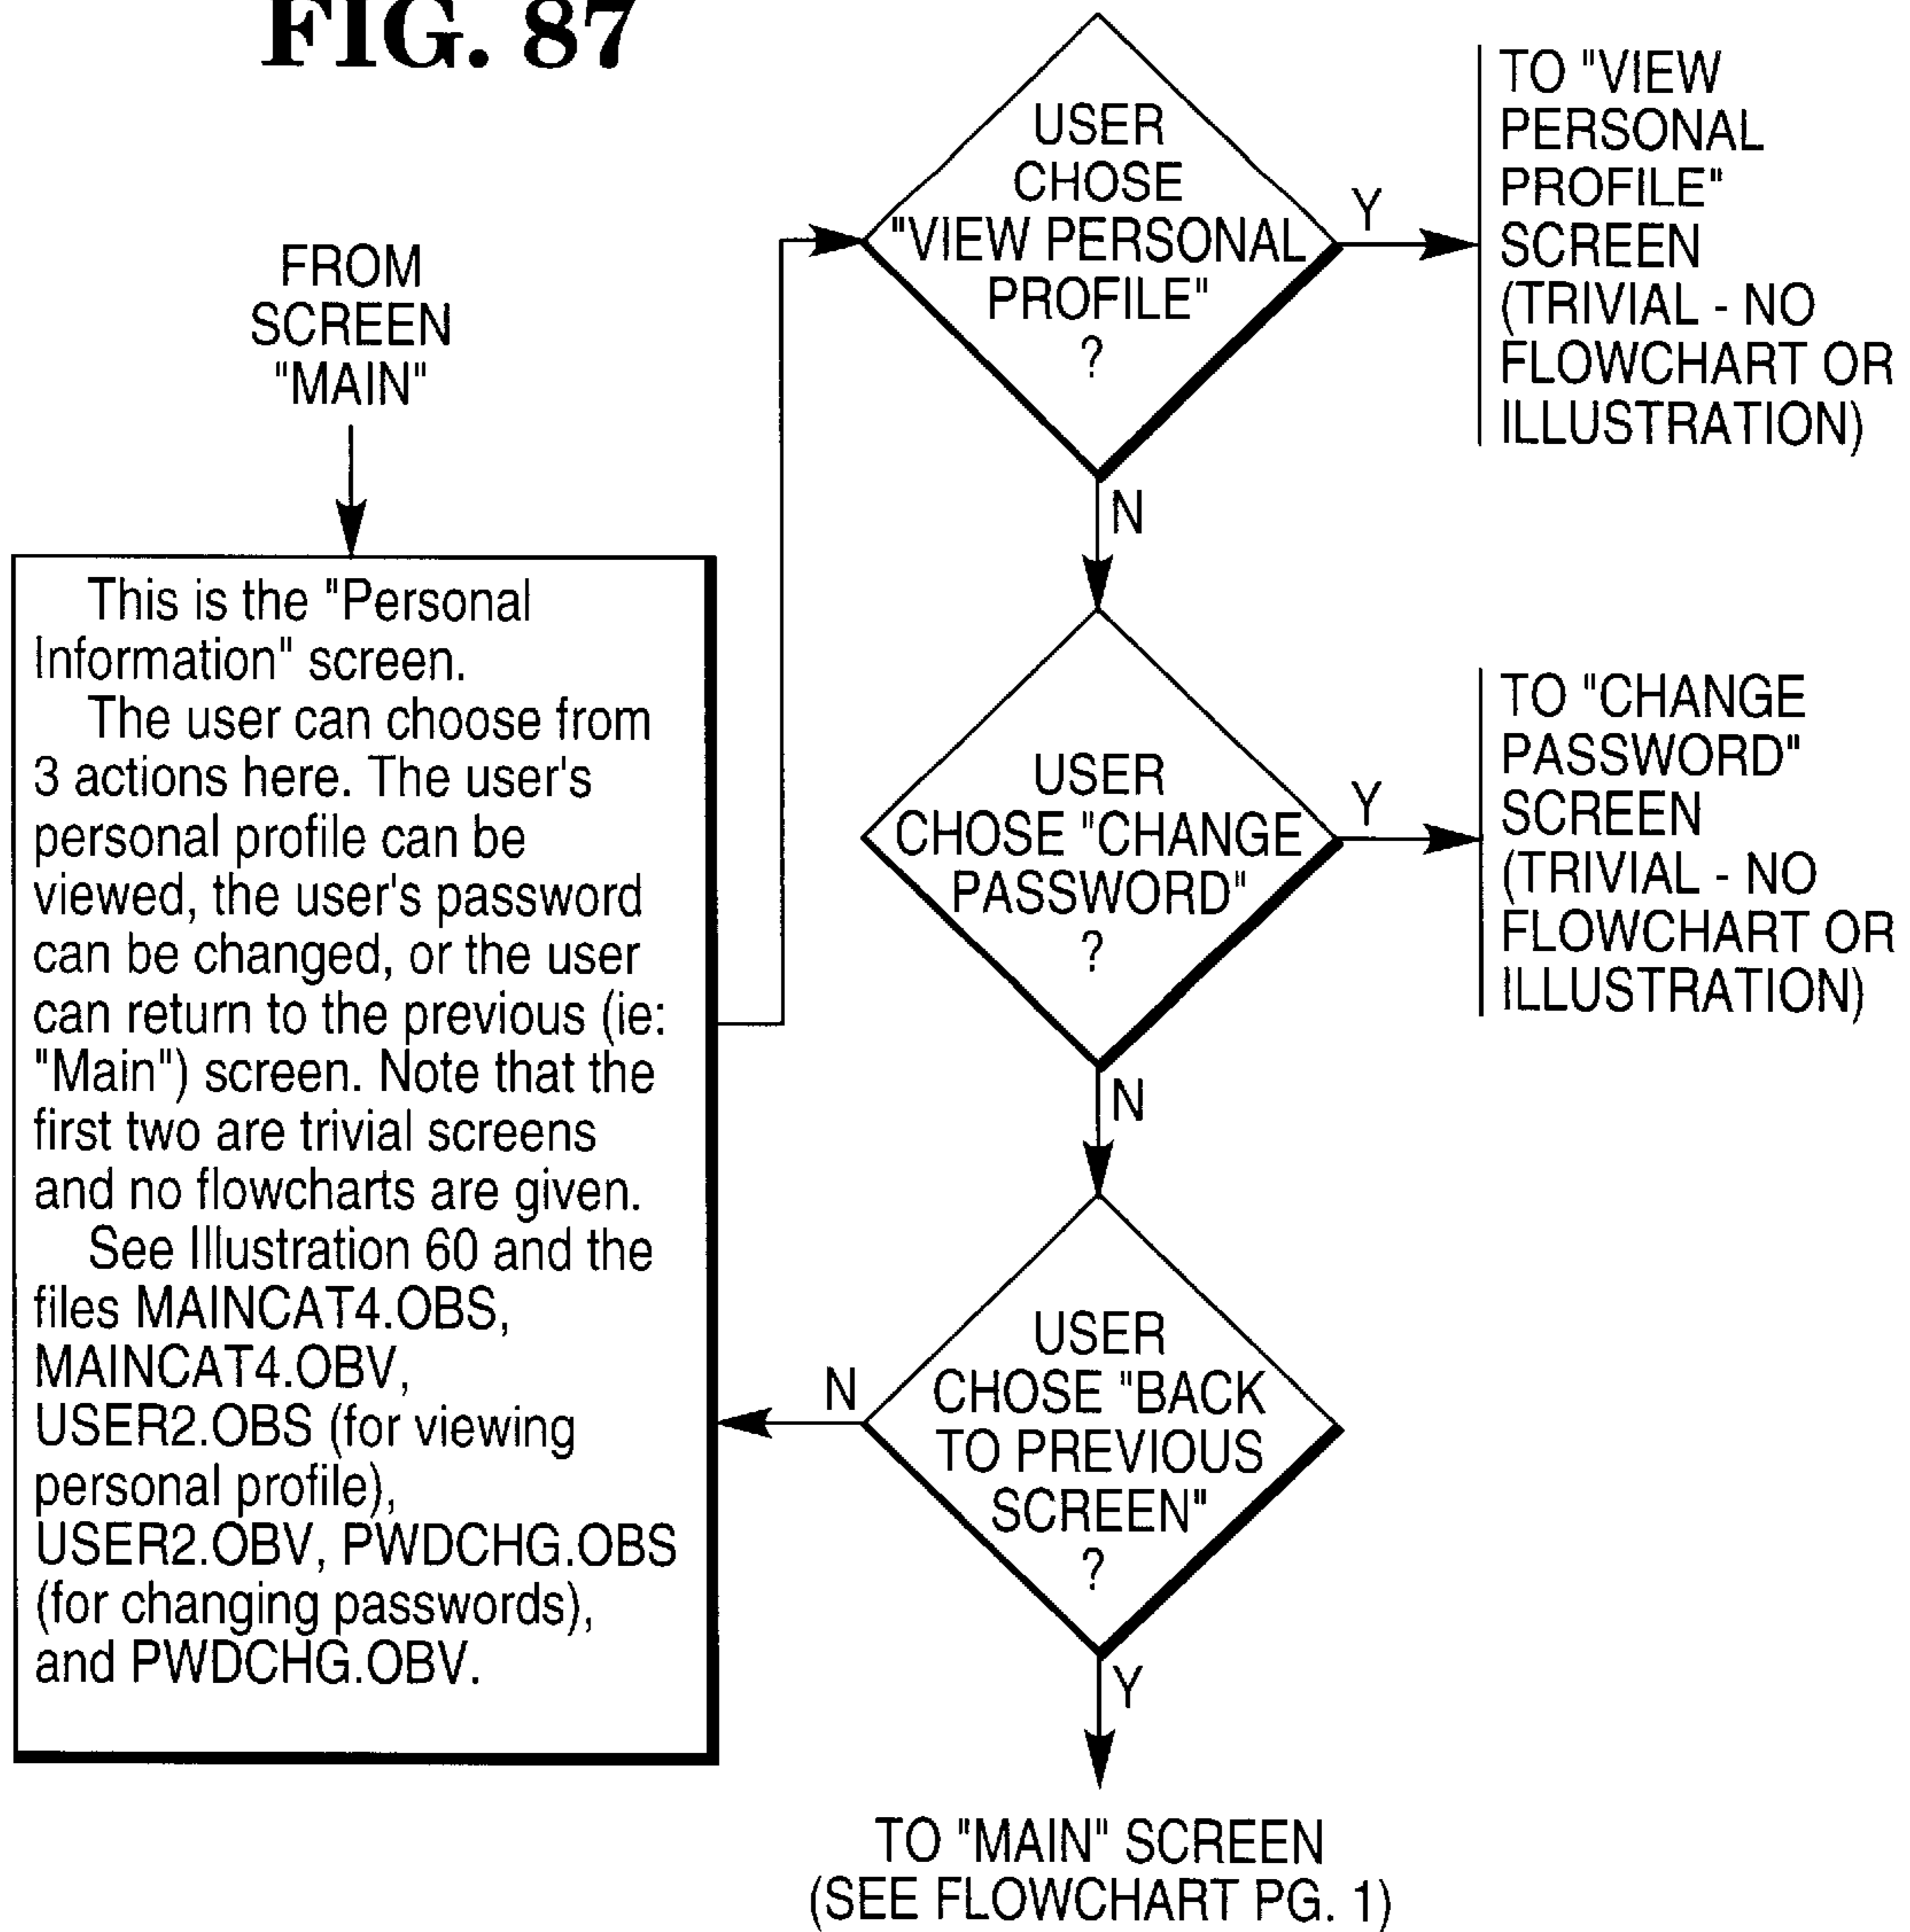 FIG. 87
FROM
SCREEN
"MAIN"
This is the "Personal
Information" screen.
The user can choose from
3 actions here. The user's
personal profile can be
viewed, the user's password
can be changed, or the user
can return to the previous (ie:
"Main") screen. Note that the
first two are trivial screens
and no flowcharts are given.
See Illustration 60 and the
files MAINCAT4.OBS,
MAINCAT4.OBV,
USER2.OBS (for viewing
personal profile),
USER2.OBV, PWDCHG.OBS
(for changing passwords),
and PWDCHG.OBV.
USER
CHOSE
"VIEW PERSONAL
PROFILE"
?
Y
TO "VIEW
PERSONAL
PROFILE"
SCREEN
(TRIVIAL - NO
FLOWCHART OR
ILLUSTRATION)
N
USER
CHOSE "CHANGE
PASSWORD"
?
Y
TO "CHANGE
PASSWORD"
SCREEN
(TRIVIAL - NO
FLOWCHART OR
ILLUSTRATION)
N
USER
CHOSE "BACK
TO PREVIOUS
SCREEN"
?
N
Y
TO "MAIN" SCREEN
(SEE FLOWCHART PG. 1)